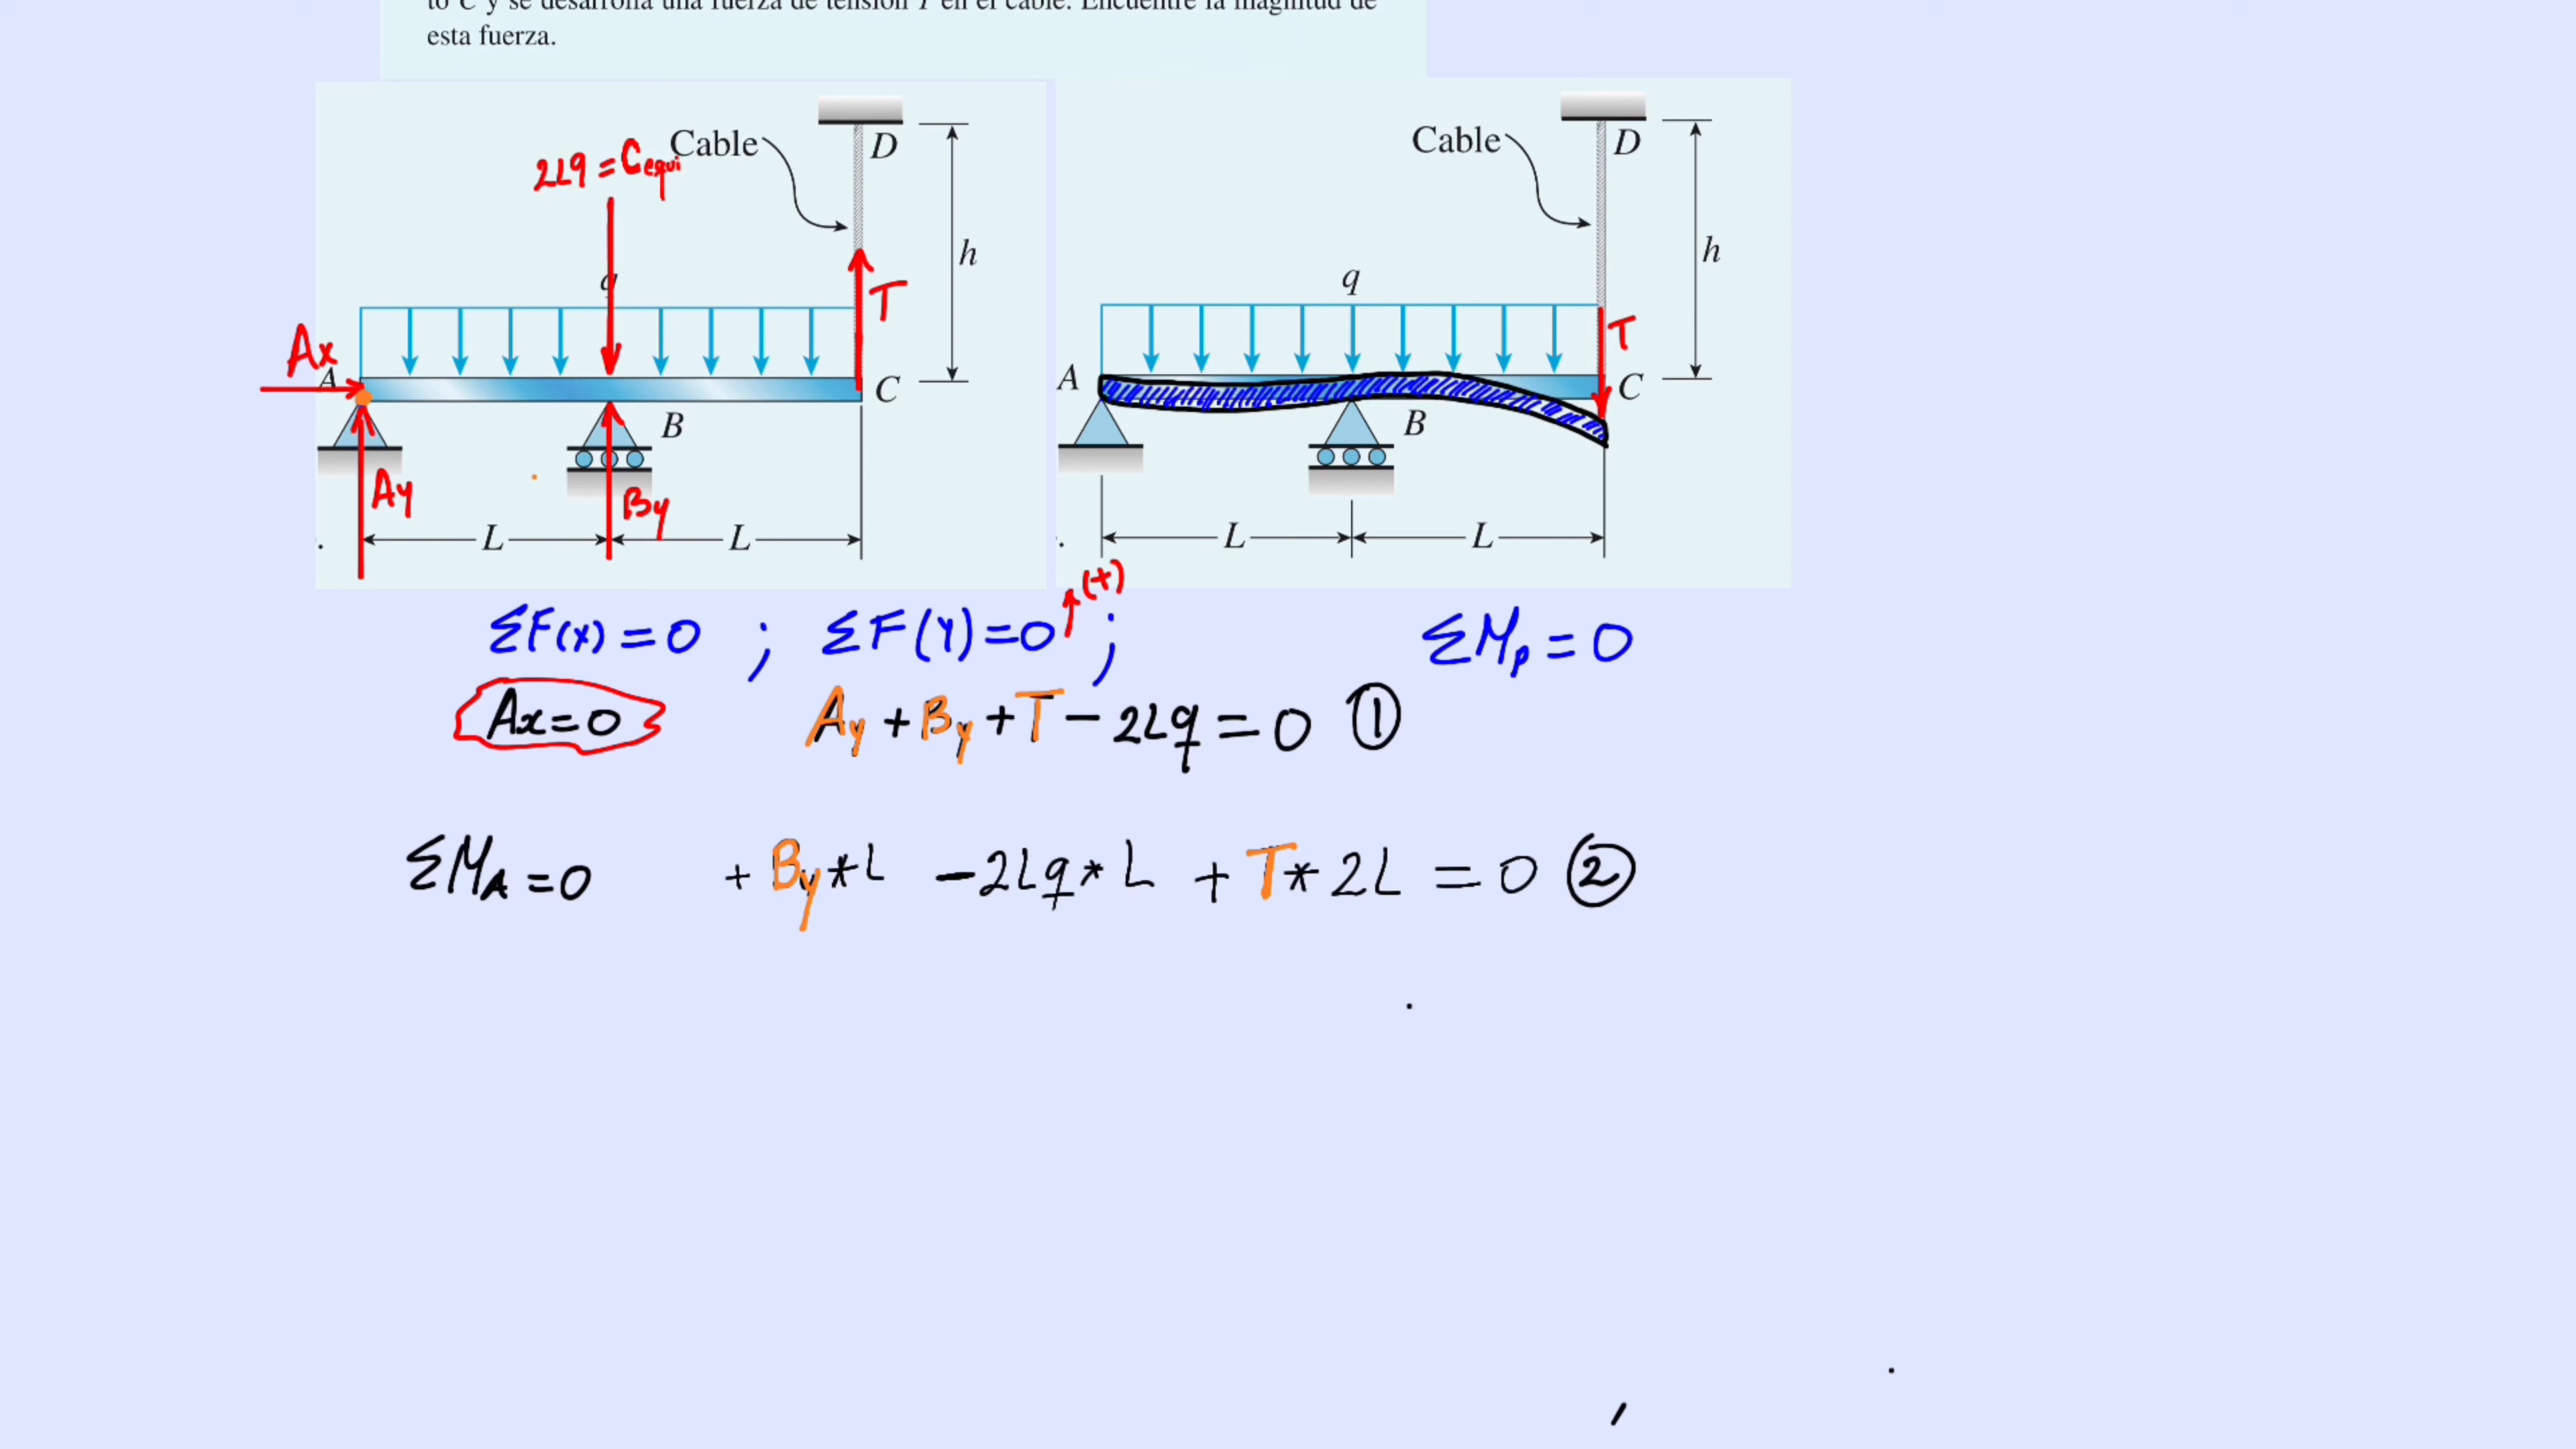 to C y se desarrolla una fuerza de tensión T en el cable. Encuentre la magnitud de
esta fuerza.
2Lq = Cequi
Cable
D
h
q
T
Ax
A
C
B
Ay
By
L
L
Cable
D
h
q
T
A
C
B
L
L
ΣF(x) = 0 ; ΣF(Y) = 0 ↑(+) ; ΣMp = 0
Ax = 0
Ay + By + T - 2Lq = 0 ①
ΣMA = 0 + By * L - 2Lq * L + T * 2L = 0 ②